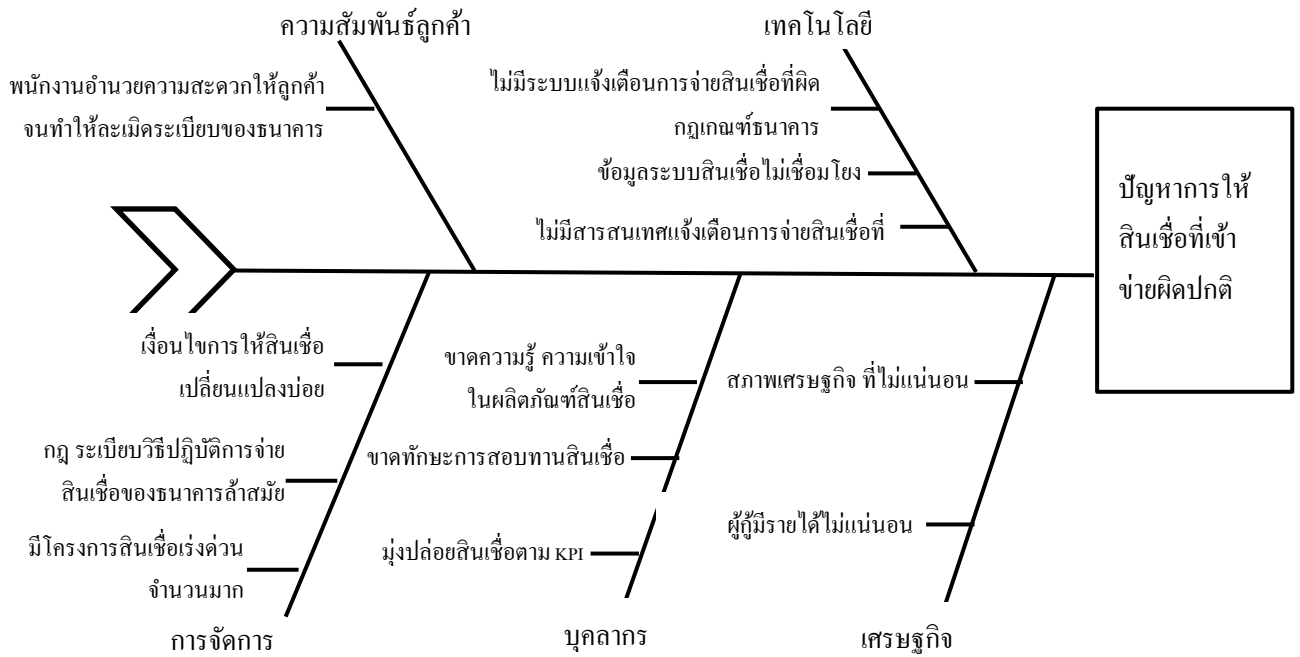 ความสัมพันธ์ลูกค้า
เทคโนโลยี
พนักงานอำนวยความสะดวกให้ลูกค้า
จนทำให้ละเมิดระเบียบของธนาคาร
ไม่มีระบบแจ้งเตือนการจ่ายสินเชื่อที่ผิด
กฎเกณฑ์ธนาคาร
ข้อมูลระบบสินเชื่อไม่เชื่อมโยง
ไม่มีสารสนเทศแจ้งเตือนการจ่ายสินเชื่อที่
ปัญหาการให้
สินเชื่อที่เข้า
ข่ายผิดปกติ
เงื่อนไขการให้สินเชื่อ
เปลี่ยนแปลงบ่อย
กฎ ระเบียบวิธีปฏิบัติการจ่าย
สินเชื่อของธนาคารล้าสมัย
มีโครงการสินเชื่อเร่งด่วน
จำนวนมาก
ขาดความรู้ ความเข้าใจ
ในผลิตภัณฑ์สินเชื่อ
ขาดทักษะการสอบทานสินเชื่อ
มุ่งปล่อยสินเชื่อตาม KPI
สภาพเศรษฐกิจ ที่ไม่แน่นอน
ผู้กู้มีรายได้ไม่แน่นอน
การจัดการ
บุคลากร
เศรษฐกิจ